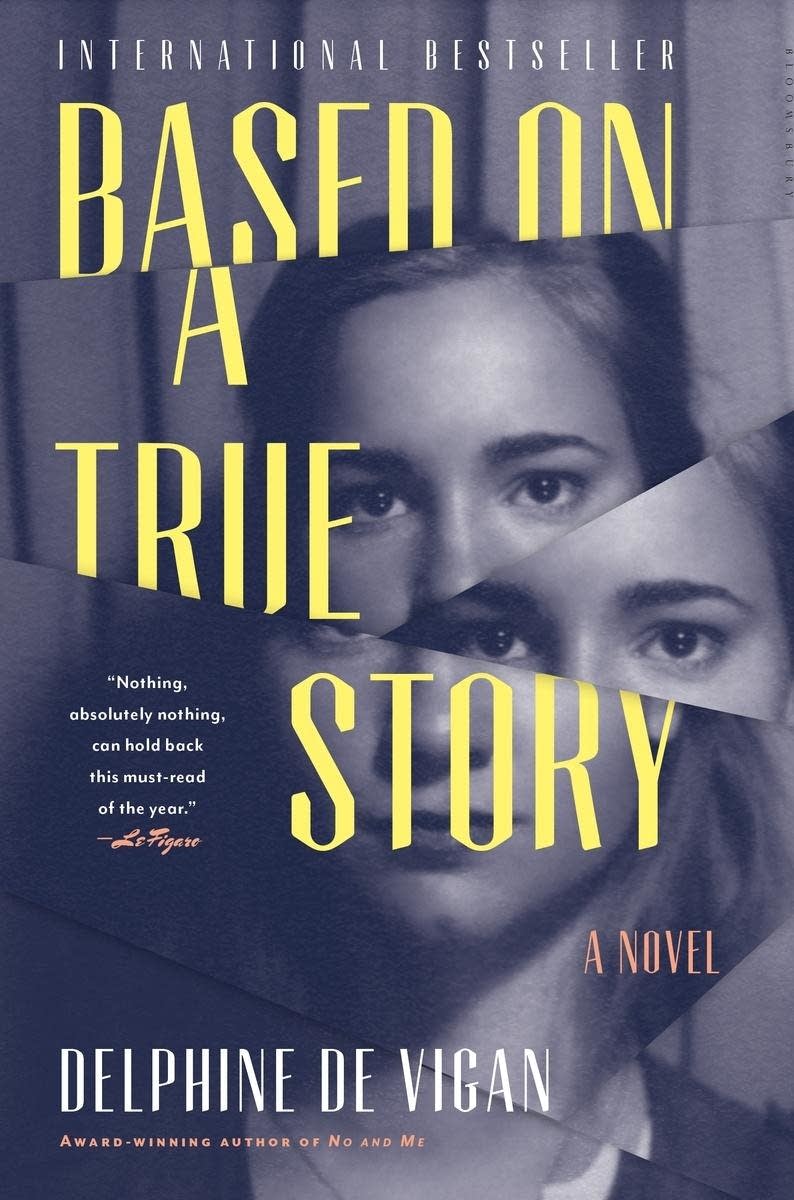 INTERNATIONAL BESTSELLER
BLOOMSBURY
BASED ON
A
TRUE
STORY
“Nothing,
absolutely nothing,
can hold back
this must-read
of the year.”
—Le Figaro
A NOVEL
DELPHINE DE VIGAN
AWARD-WINNING AUTHOR OF NO AND ME